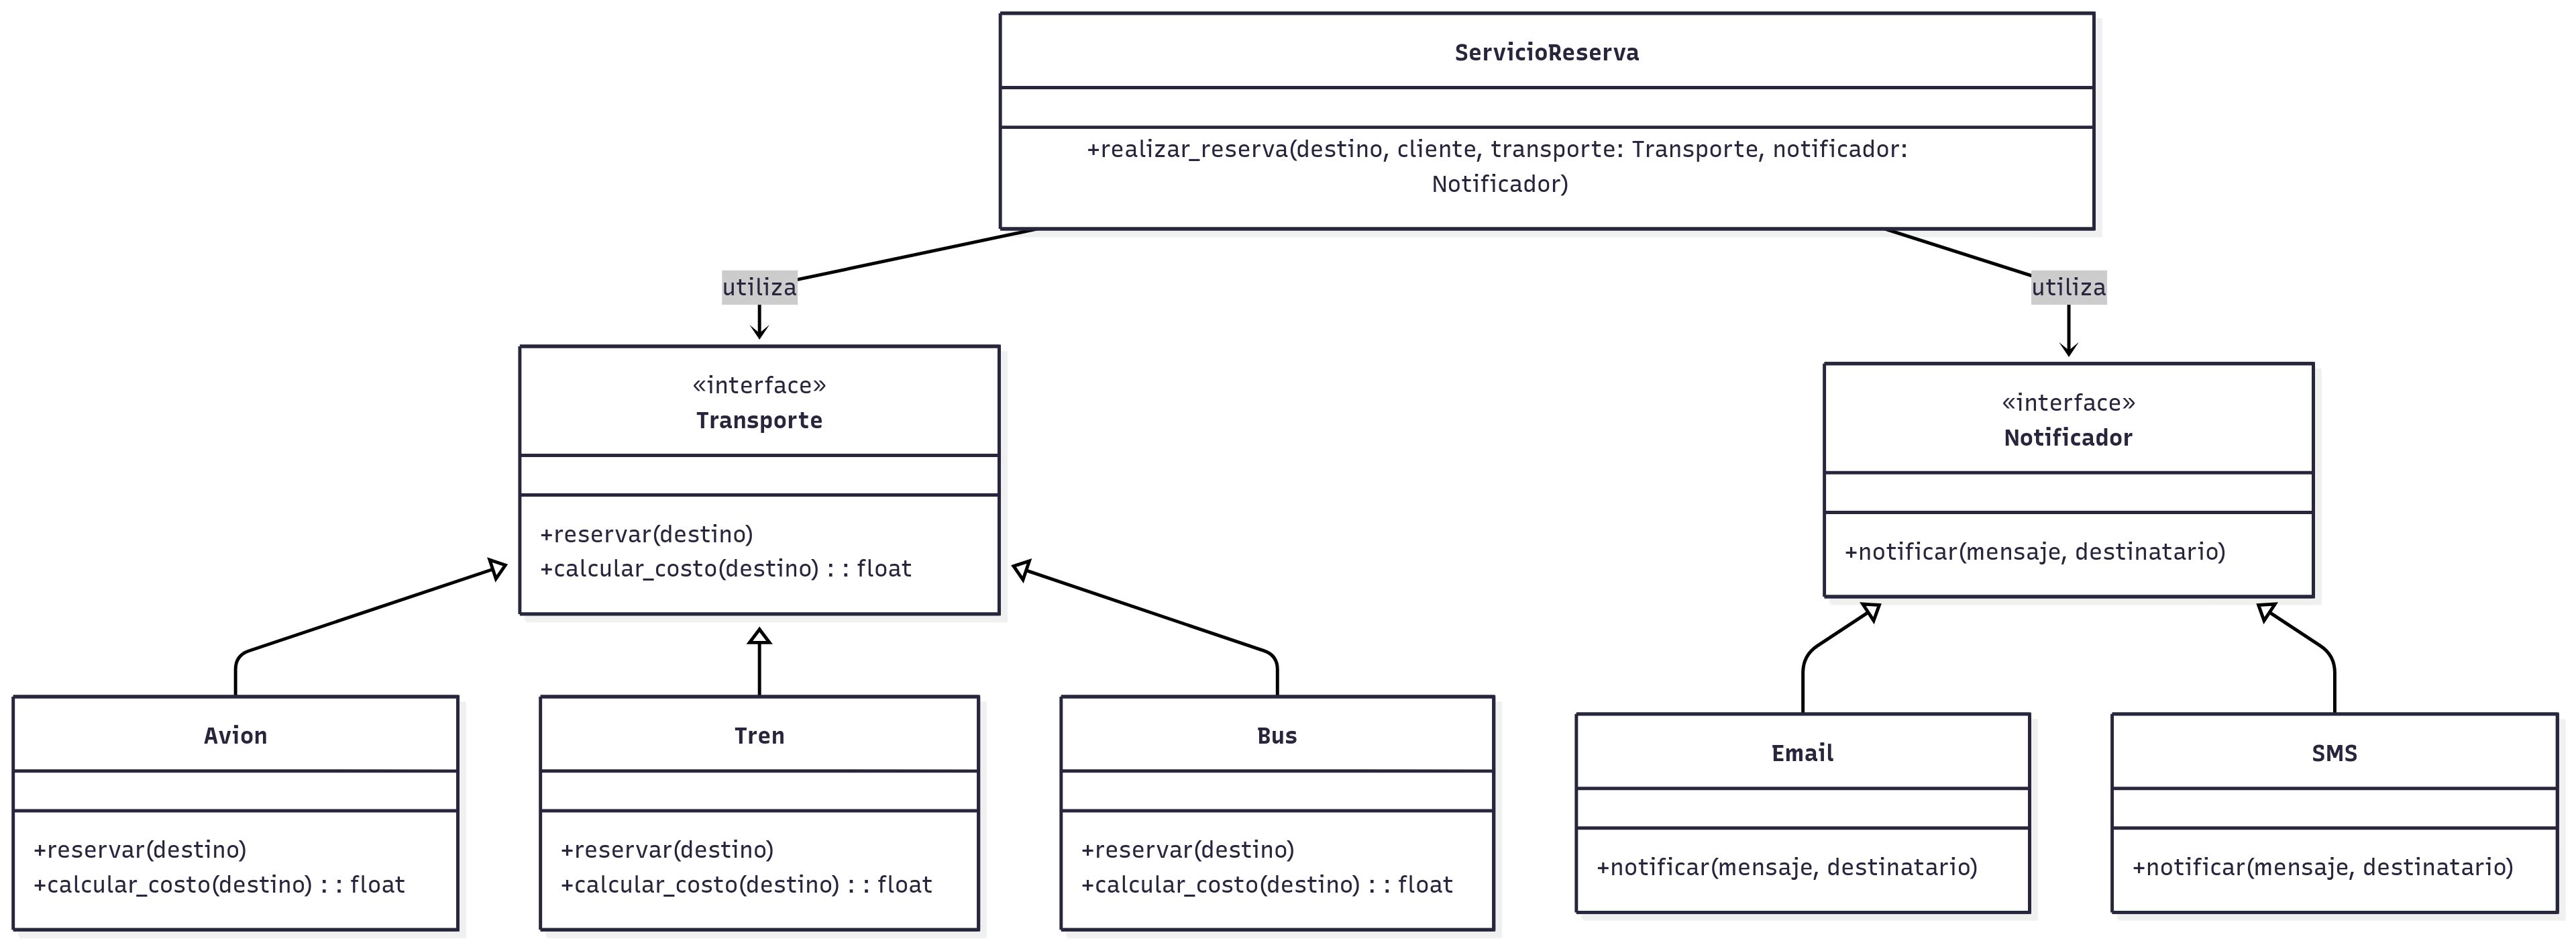 ServicioReserva
+realizar_reserva(destino, cliente, transporte: Transporte, notificador:
Notificador)
utiliza
utiliza
«interface»
Transporte
+reservar(destino)
+calcular_costo(destino) : : float
«interface»
Notificador
+notificar(mensaje, destinatario)
Avion
+reservar(destino)
+calcular_costo(destino) : : float
Tren
+reservar(destino)
+calcular_costo(destino) : : float
Bus
+reservar(destino)
+calcular_costo(destino) : : float
Email
+notificar(mensaje, destinatario)
SMS
+notificar(mensaje, destinatario)